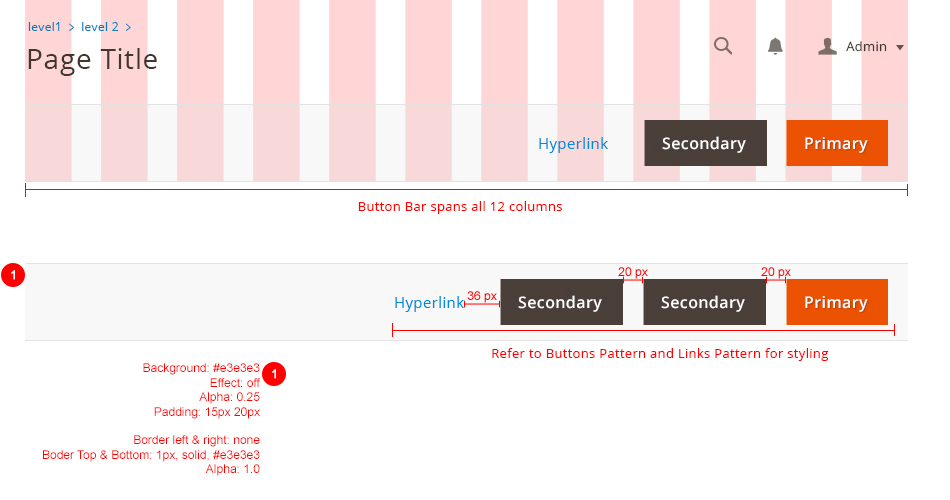 level1 > level 2 >
Page Title
Admin
Hyperlink
Secondary
Primary
Button Bar spans all 12 columns
1
Hyperlink
36 px
Secondary
20 px
Secondary
20 px
Primary
Refer to Buttons Pattern and Links Pattern for styling
1
Background: #e3e3e3
Effect: off
Alpha: 0.25
Padding: 15px 20px
Border left & right: none
Boder Top & Bottom: 1px, solid, #e3e3e3
Alpha: 1.0